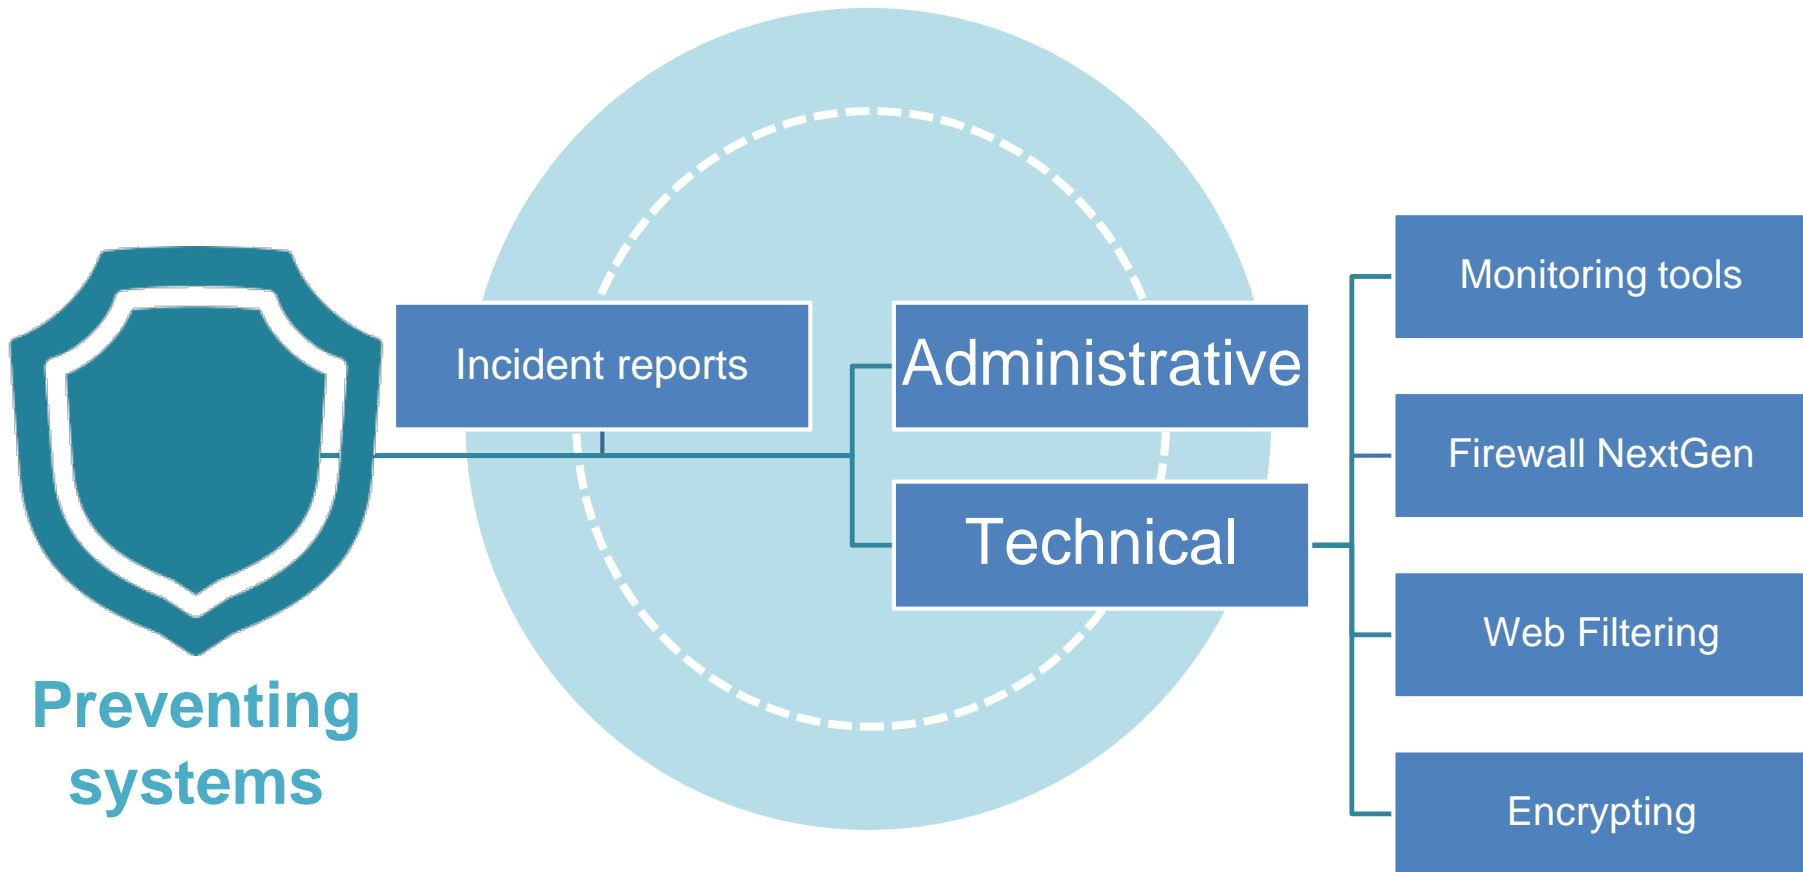 Preventing
systems
Incident reports
Administrative
Technical
Monitoring tools
Firewall NextGen
Web Filtering
Encrypting